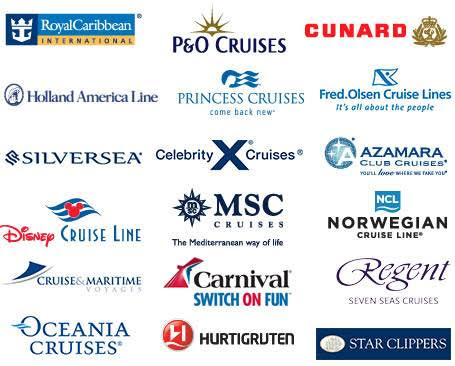 RoyalCaribbean®
INTERNATIONAL
P&O CRUISES
CUNARD
Holland America Line
PRINCESS CRUISES
come back new
Fred.Olsen Cruise Lines
It's all about the people
SILVERSEA®
Celebrity X® Cruises®
AZAMARA
CLUB CRUISES®
YOU'LL love WHERE WE TAKE YOU
Disney CRUISE LINE
MSC
CRUISES
The Mediterranean way of life
NCL
NORWEGIAN
CRUISE LINE®
CRUISE & MARITIME
VOYAGES
Carnival
SWITCH ON FUN
Regent
SEVEN SEAS CRUISES
OCEANIA
CRUISES®
HURTIGRUTEN
STAR CLIPPERS